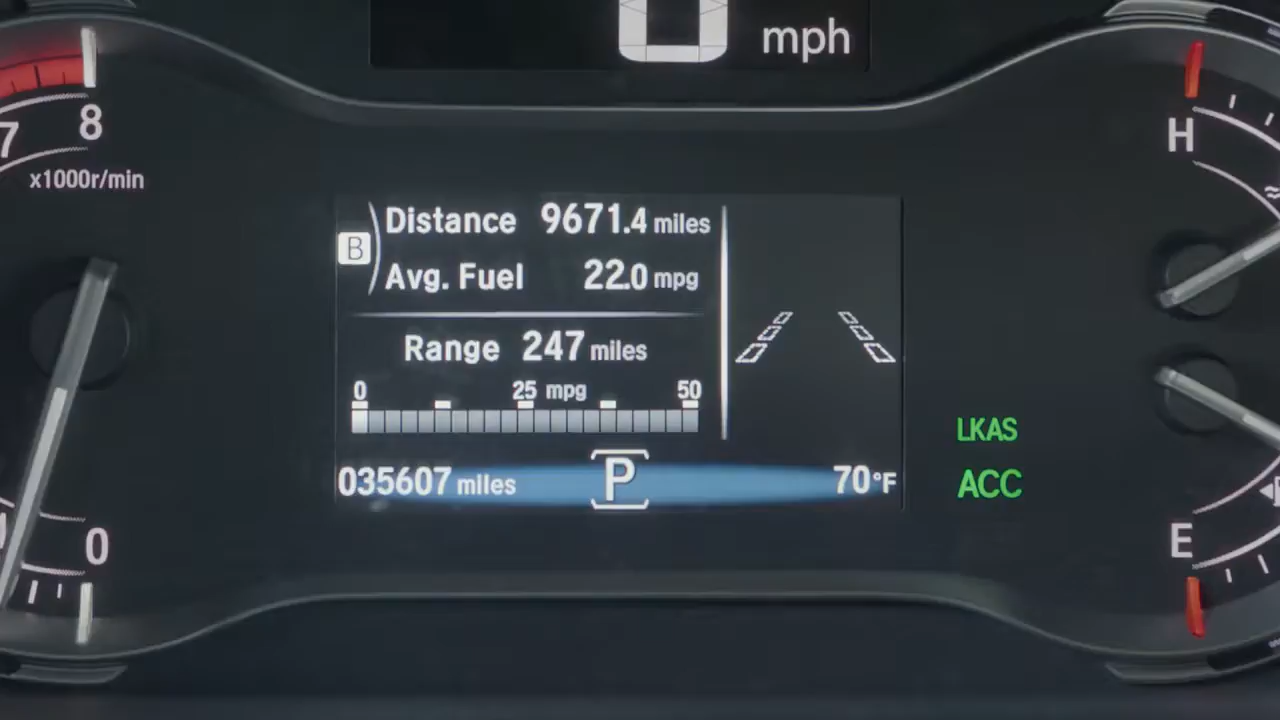 0 mph
7 8
x1000r/min
H
B Distance 9671.4 miles
Avg. Fuel 22.0 mpg
Range 247 miles
0 25 mpg 50
035607 miles P 70°F
LKAS
ACC
0
E